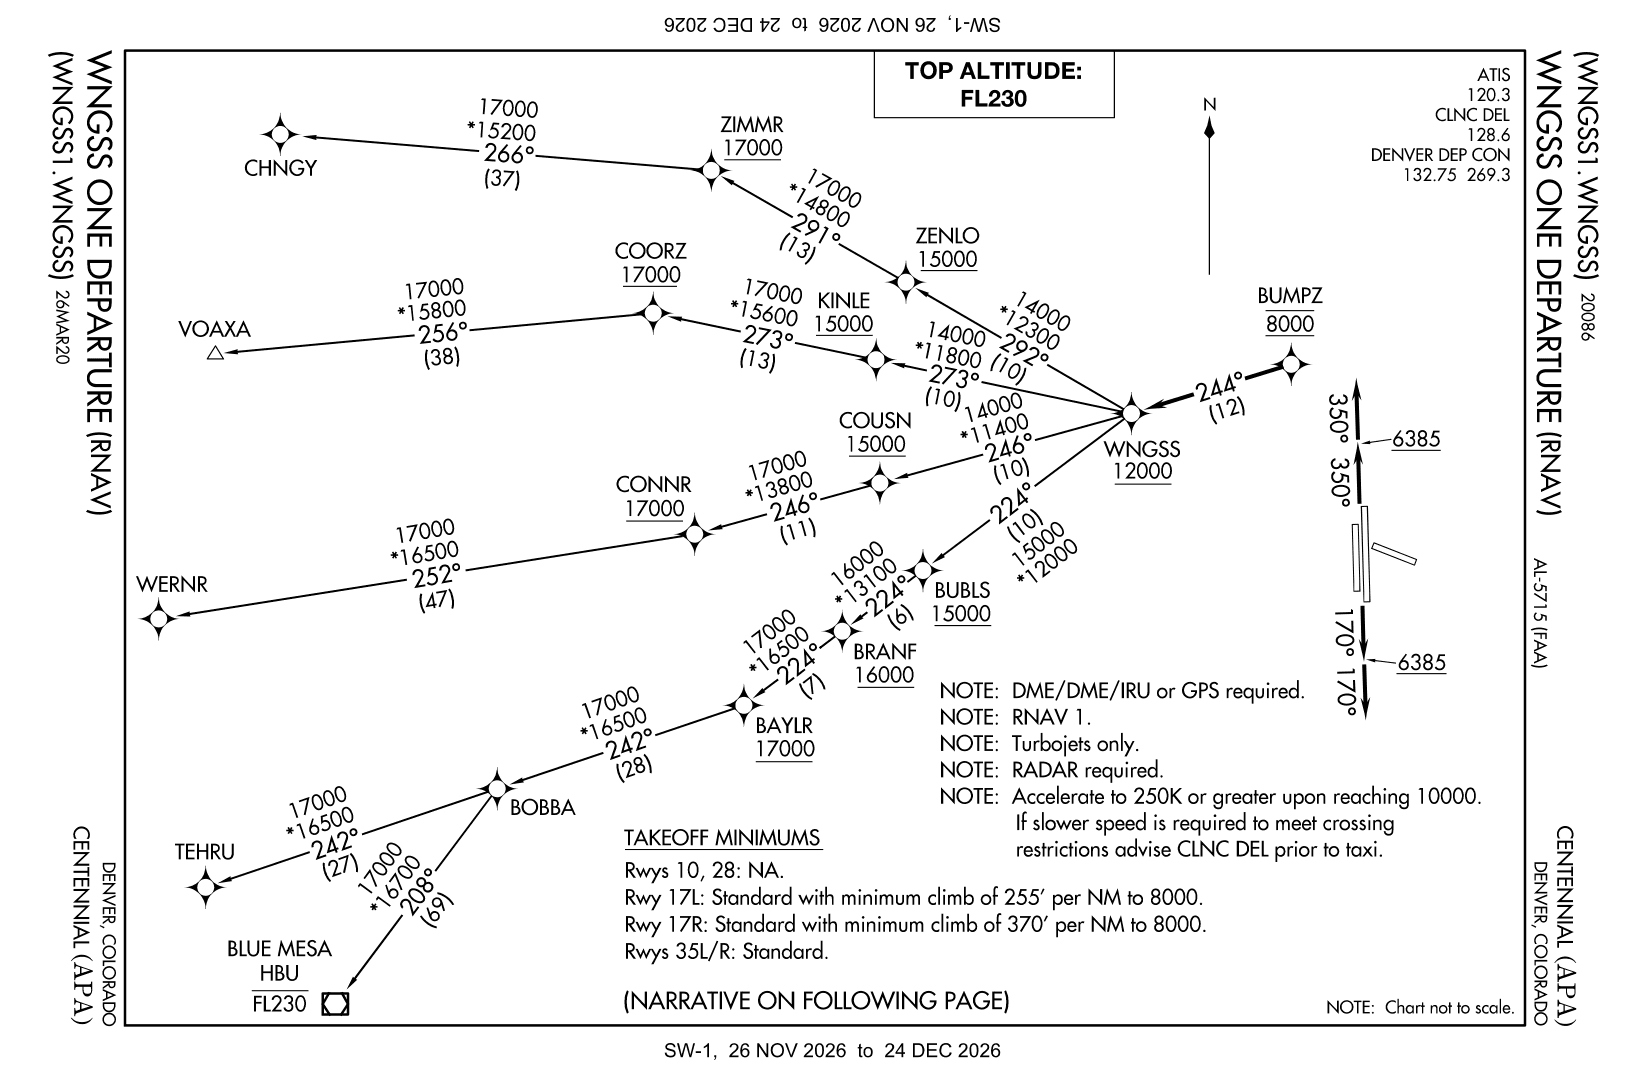 SW-1, 26 NOV 2026 to 24 DEC 2026
(WNGSS1.WNGSS) 26MAR20
WNGSS ONE DEPARTURE (RNAV)
CENTENNIAL (APA)
DENVER, COLORADO
(WNGSS1.WNGSS) 20086
WNGSS ONE DEPARTURE (RNAV)
AL-5715 (FAA)
CENTENNIAL (APA)
DENVER, COLORADO
TOP ALTITUDE:
FL230
ATIS
120.3
CLNC DEL
128.6
DENVER DEP CON
132.75 269.3
N
CHNGY
17000
*15200
266°
(37)
ZIMMR
17000
17000
*14800
291°
(13)
ZENLO
15000
14000
*12300
292°
(10)
VOAXA
17000
*15800
256°
(38)
COORZ
17000
17000
*15600
273°
(13)
KINLE
15000
14000
*11800
273°
(10)
BUMPZ
8000
244°
(12)
WNGSS
12000
14000
*11400
246°
(10)
COUSN
15000
17000
*13800
246°
(11)
CONNR
17000
17000
*16500
252°
(47)
WERNR
224°
(10)
15000
*12000
BUBLS
15000
16000
*13100
224°
(6)
BRANF
16000
17000
*16500
224°
(7)
BAYLR
17000
17000
*16500
242°
(28)
BOBBA
17000
*16500
242°
(27)
TEHRU
17000
*16700
208°
(69)
BLUE MESA
HBU
FL230
350°
6385
350°
170°
6385
170°
NOTE: DME/DME/IRU or GPS required.
NOTE: RNAV 1.
NOTE: Turbojets only.
NOTE: RADAR required.
NOTE: Accelerate to 250K or greater upon reaching 10000.
If slower speed is required to meet crossing
restrictions advise CLNC DEL prior to taxi.
TAKEOFF MINIMUMS
Rwys 10, 28: NA.
Rwy 17L: Standard with minimum climb of 255′ per NM to 8000.
Rwy 17R: Standard with minimum climb of 370′ per NM to 8000.
Rwys 35L/R: Standard.
(NARRATIVE ON FOLLOWING PAGE)
NOTE: Chart not to scale.
SW-1, 26 NOV 2026 to 24 DEC 2026